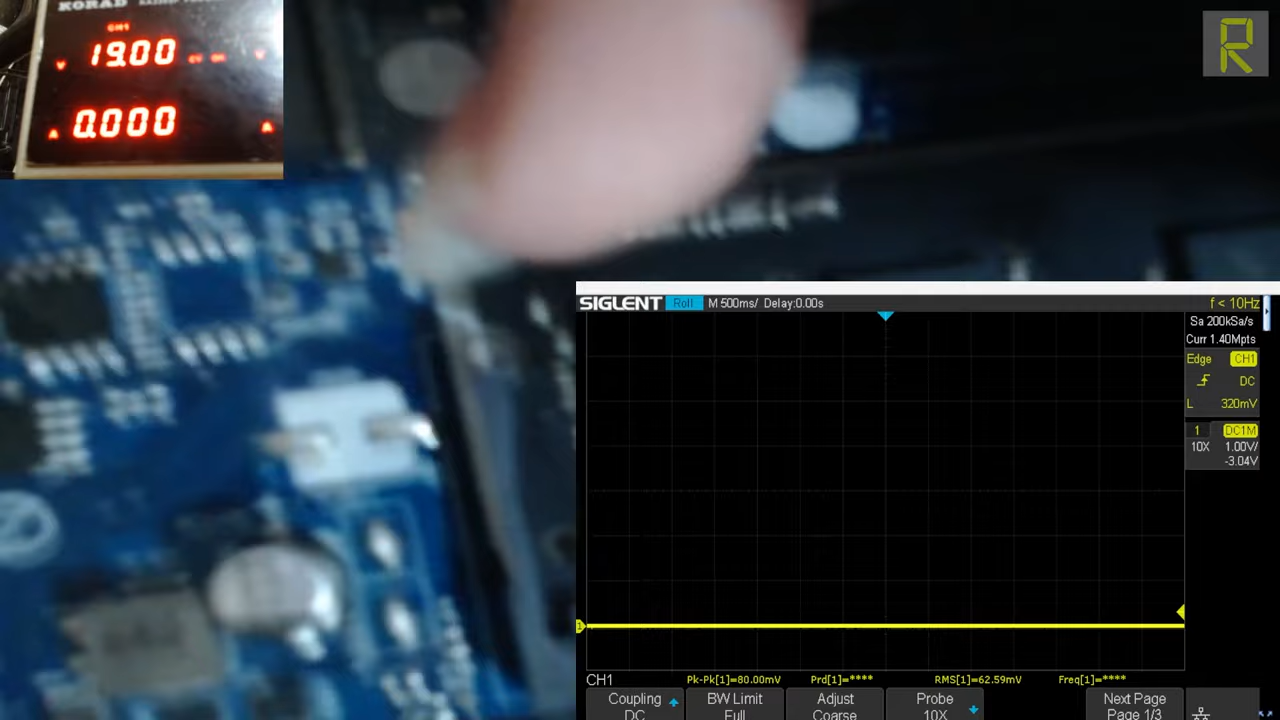 KORAD
CH1
V 19.00
A 0.000 A
R
SIGLENT Roll M 500ms/ Delay:0.00s f < 10Hz
Sa 200kSa/s
Curr 1.40Mpts
Edge CH1
DC
L 320mV
1 DC1M
10X 1.00V/
-3.04V
1
CH1 Pk-Pk[1]=80.00mV Prd[1]=**** RMS[1]=62.59mV Freq[1]=****
Coupling BW Limit Adjust Probe Next Page
DC Full Coarse 10X Page 1/3